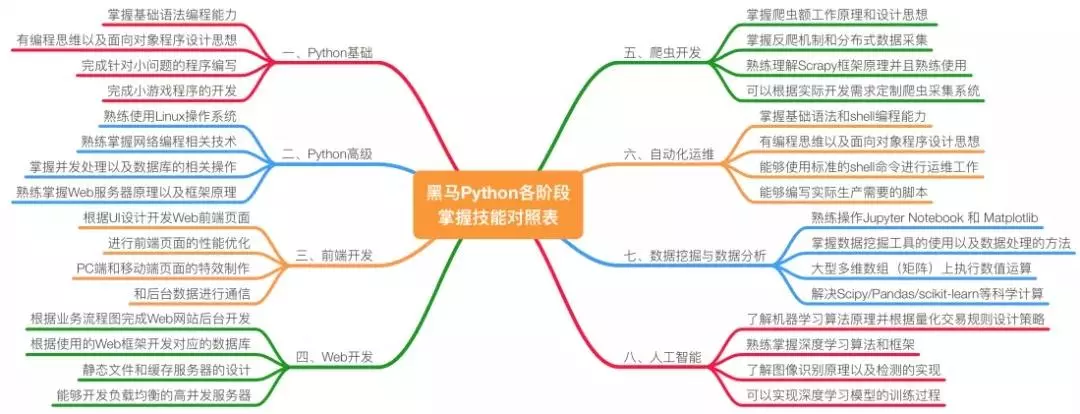 黑马Python各阶段
掌握技能对照表
一、Python基础
掌握基础语法编程能力
有编程思维以及面向对象程序设计思想
完成针对小问题的程序编写
完成小游戏程序的开发
二、Python高级
熟练使用Linux操作系统
熟练掌握网络编程相关技术
掌握并发处理以及数据库的相关操作
熟练掌握Web服务器原理以及框架原理
三、前端开发
根据UI设计开发Web前端页面
进行前端页面的性能优化
PC端和移动端页面的特效制作
和后台数据进行通信
四、Web开发
根据业务流程图完成Web网站后台开发
根据使用的Web框架开发对应的数据库
静态文件和缓存服务器的设计
能够开发负载均衡的高并发服务器
五、爬虫开发
掌握爬虫额工作原理和设计思想
掌握反爬机制和分布式数据采集
熟练理解Scrapy框架原理并且熟练使用
可以根据实际开发需求定制爬虫采集系统
六、自动化运维
掌握基础语法和shell编程能力
有编程思维以及面向对象程序设计思想
能够使用标准的shell命令进行运维工作
能够编写实际生产需要的脚本
七、数据挖掘与数据分析
熟练操作Jupyter Notebook 和 Matplotlib
掌握数据挖掘工具的使用以及数据处理的方法
大型多维数组（矩阵）上执行数值运算
解决Scipy/Pandas/scikit-learn等科学计算
八、人工智能
了解机器学习算法原理并根据量化交易规则设计策略
熟练掌握深度学习算法和框架
了解图像识别原理以及检测的实现
可以实现深度学习模型的训练过程